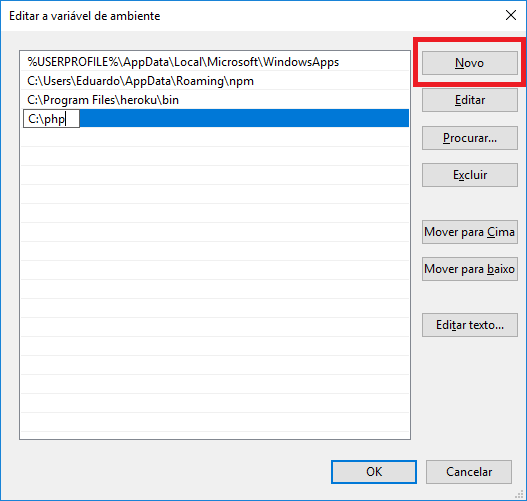 Editar a variável de ambiente
%USERPROFILE%\AppData\Local\Microsoft\WindowsApps
C:\Users\Eduardo\AppData\Roaming\npm
C:\Program Files\heroku\bin
C:\php
Novo
Editar
Procurar...
Excluir
Mover para Cima
Mover para baixo
Editar texto...
OK
Cancelar